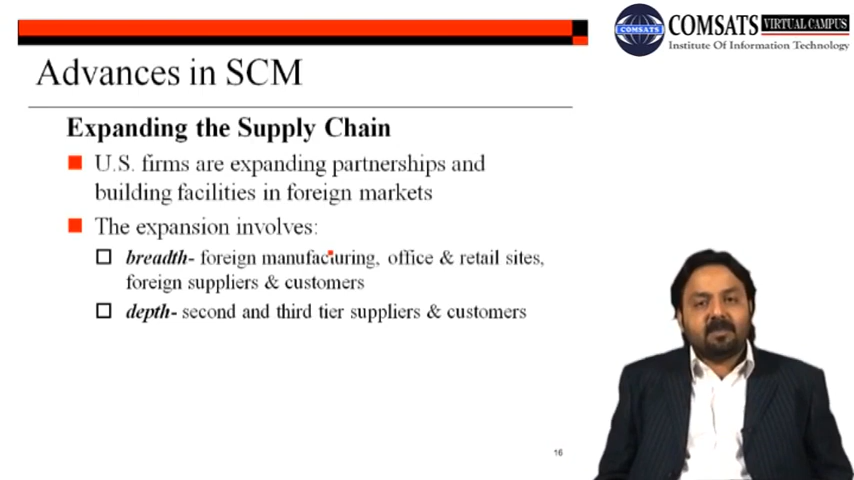 COMSATS VIRTUAL CAMPUS
COMSATS
Institute Of Information Technology
Advances in SCM
Expanding the Supply Chain
U.S. firms are expanding partnerships and
building facilities in foreign markets
The expansion involves:
breadth- foreign manufacturing, office & retail sites,
foreign suppliers & customers
depth- second and third tier suppliers & customers
16